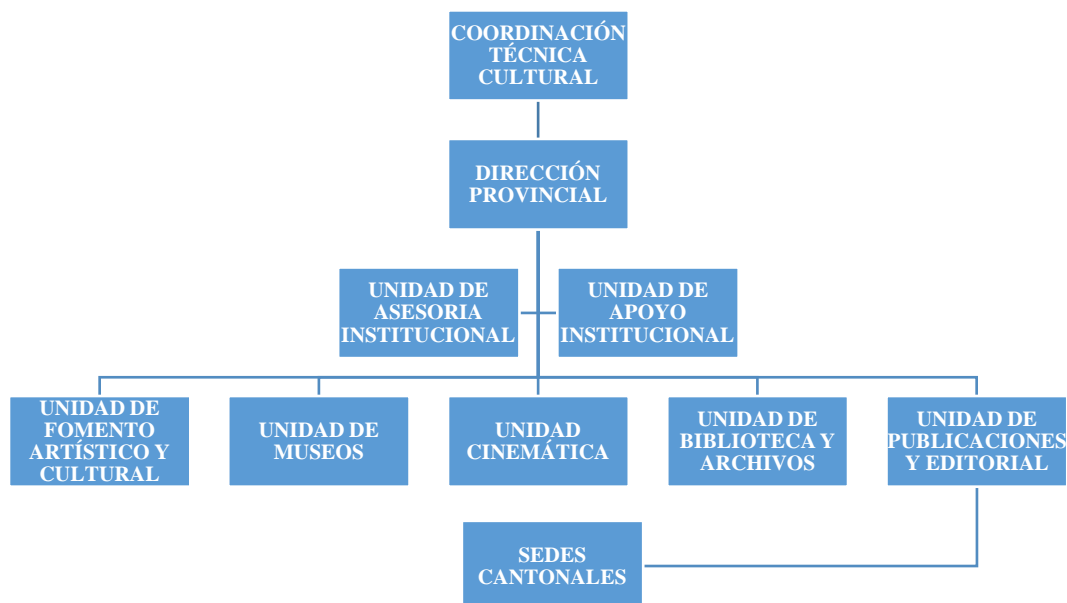 COORDINACIÓN
TÉCNICA
CULTURAL
DIRECCIÓN
PROVINCIAL
UNIDAD DE
ASESORIA
INSTITUCIONAL
UNIDAD DE
APOYO
INSTITUCIONAL
UNIDAD DE
FOMENTO
ARTÍSTICO Y
CULTURAL
UNIDAD DE
MUSEOS
UNIDAD
CINEMÁTICA
UNIDAD DE
BIBLIOTECA Y
ARCHIVOS
UNIDAD DE
PUBLICACIONES
Y EDITORIAL
SEDES
CANTONALES